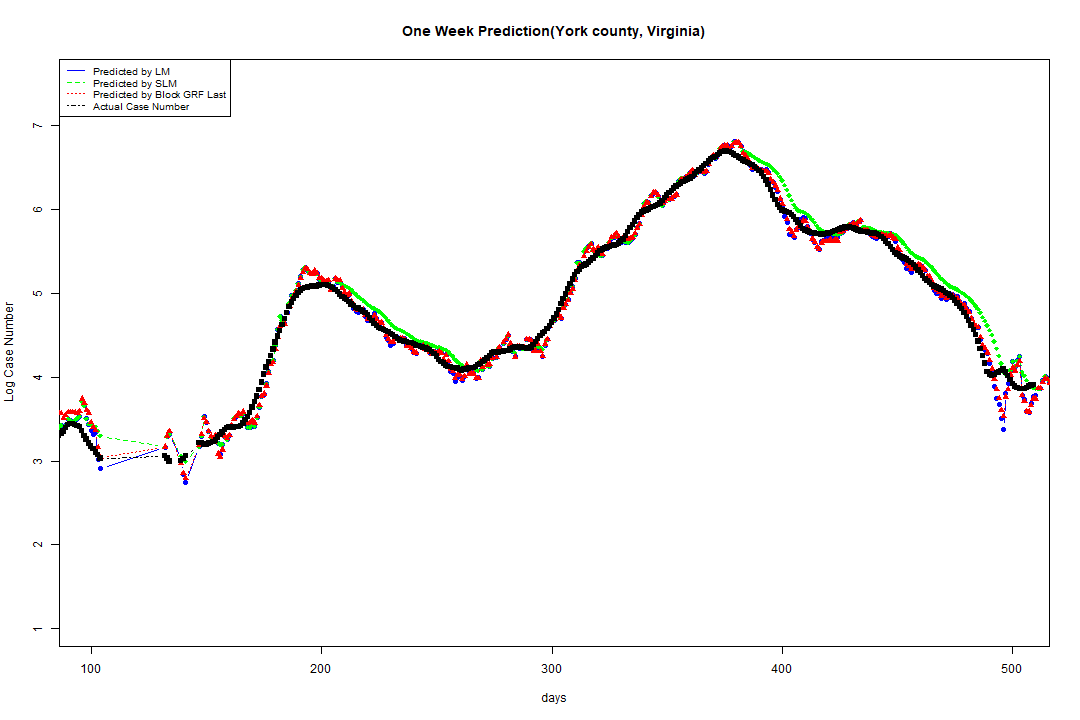 One Week Prediction(York county, Virginia)
Predicted by LM
Predicted by SLM
Predicted by Block GRF Last
Actual Case Number
7
6
5
4
3
2
1
Log Case Number
100 200 300 400 500
days